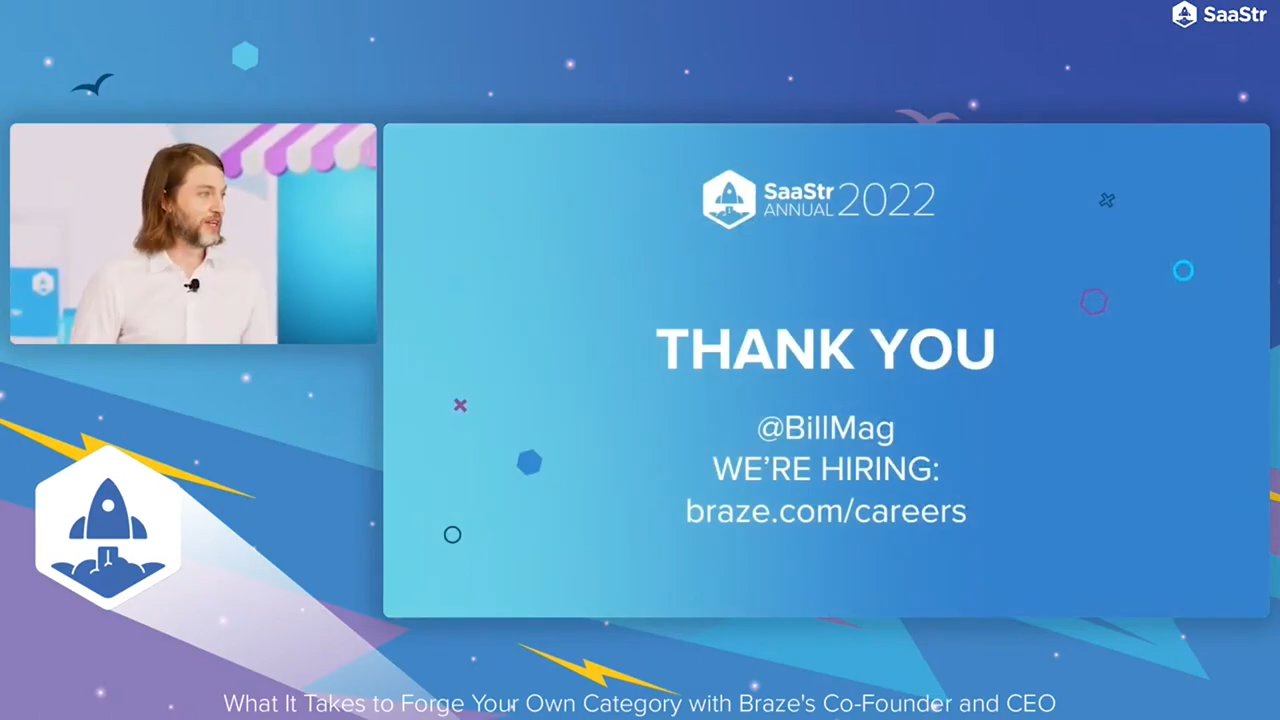 SaaStr
SaaStr
ANNUAL 2022
THANK YOU
@BillMag
WE’RE HIRING:
braze.com/careers
What It Takes to Forge Your Own Category with Braze's Co-Founder and CEO